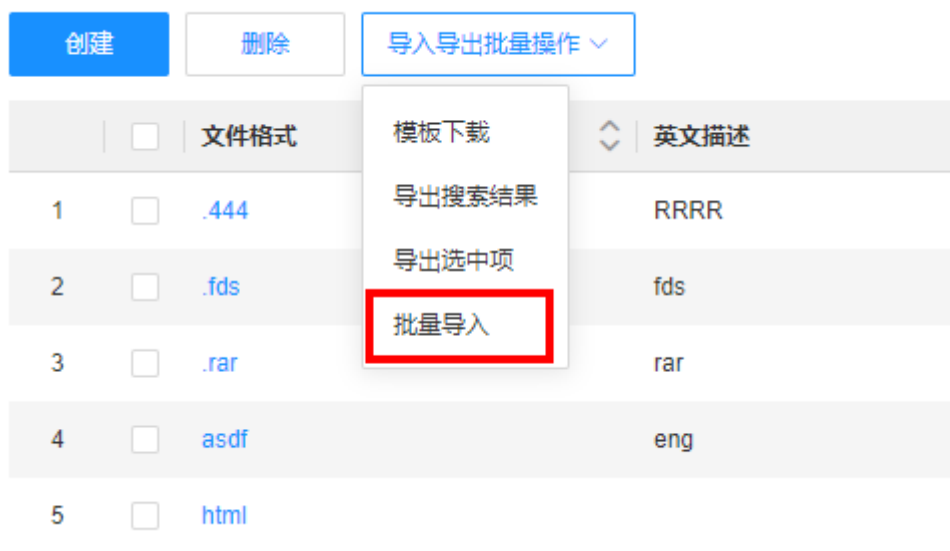 创建 删除 导入导出批量操作
文件格式 英文描述
模板下载
导出搜索结果
导出选中项
批量导入
1 .444 RRRR
2 .fds fds
3 .rar rar
4 asdf eng
5 html